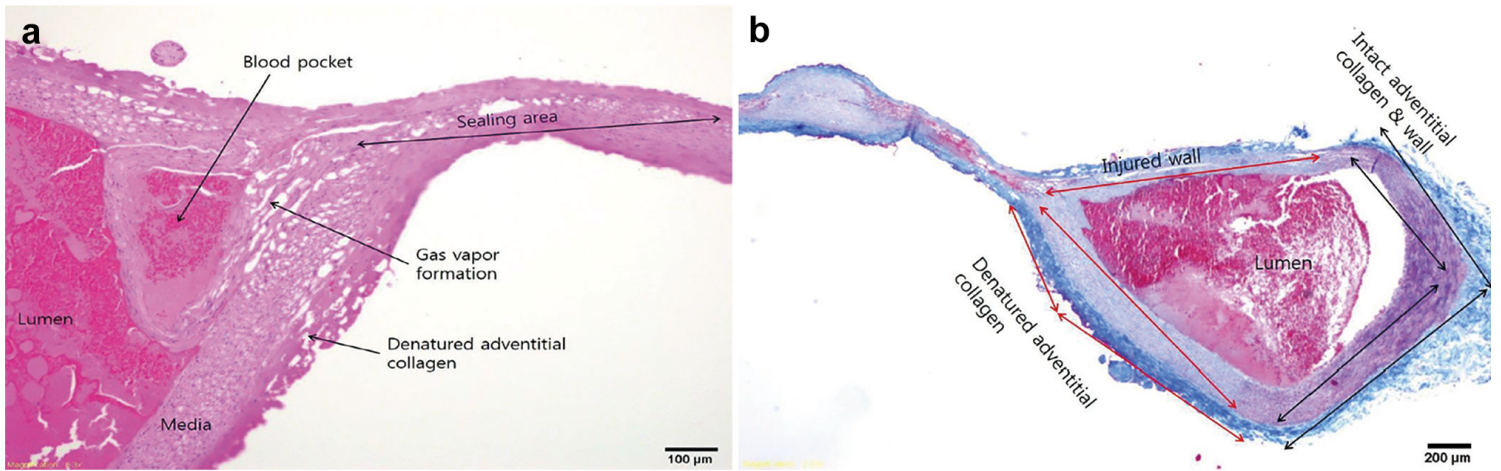 a
Blood pocket
Sealing area
Gas vapor
formation
Lumen
Denatured adventitial
collagen
Media
100 µm
b
Intact adventitial
collagen & wall
Injured wall
Lumen
Denatured adventitial
collagen
200 µm